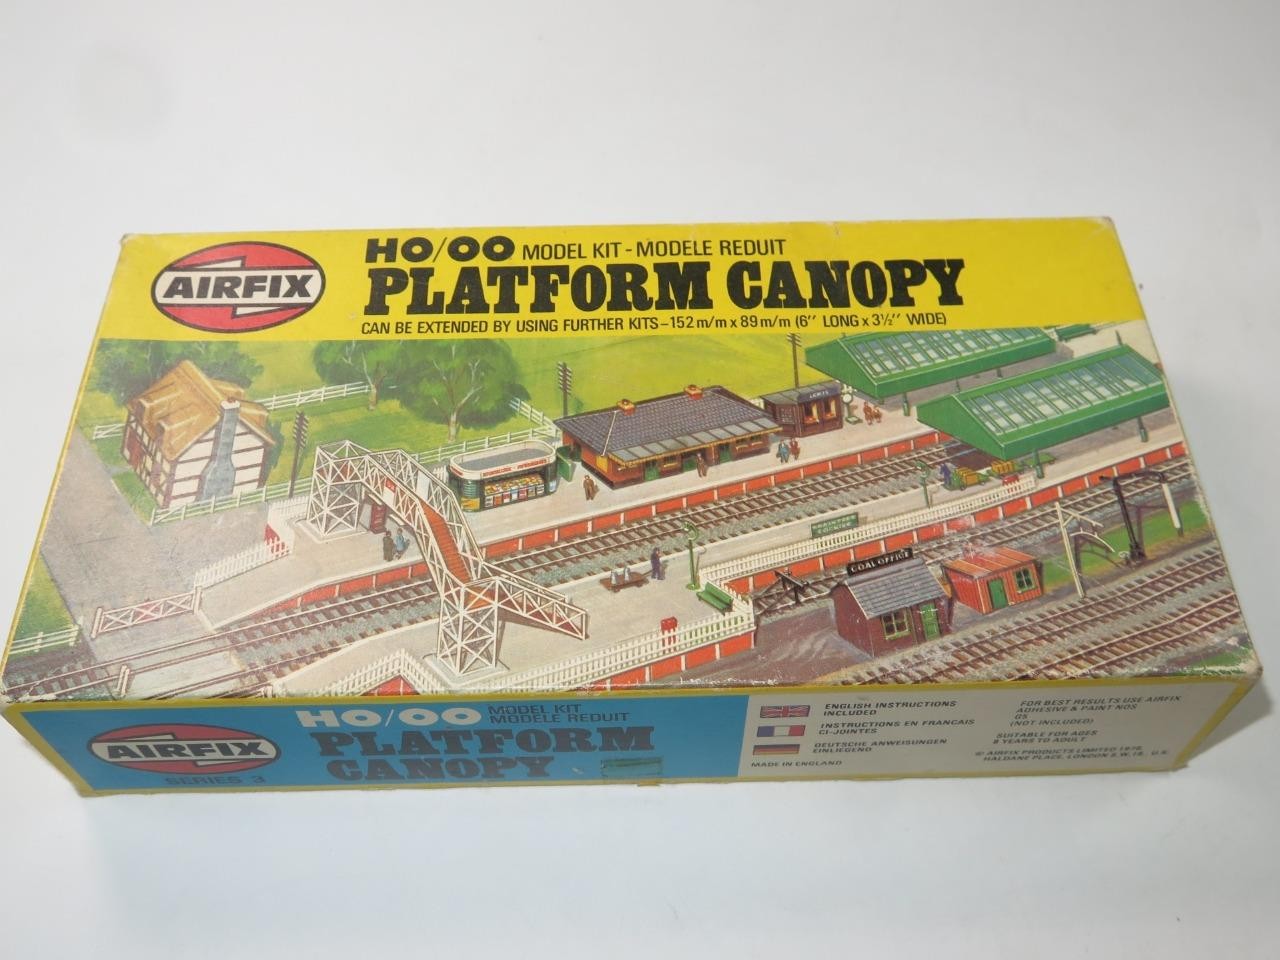 AIRFIX
HO/OO MODEL KIT - MODELE REDUIT
PLATFORM CANOPY
CAN BE EXTENDED BY USING FURTHER KITS-152 m/m x 89 m/m (6" LONG x 3½" WIDE)
COAL OFFICE
AIRFIX
SERIES 3
HO/OO MODEL KIT
MODELE REDUIT
PLATFORM
CANOPY
ENGLISH INSTRUCTIONS
INCLUDED
INSTRUCTIONS EN FRANCAIS
CI-JOINTES
DEUTSCHE ANWEISUNGEN
EINLIEGEND
MADE IN ENGLAND
FOR BEST RESULTS USE AIRFIX
ADHESIVE & PAINT NOS
G5
(NOT INCLUDED)
SUITABLE FOR AGES
8 YEARS TO ADULT
© AIRFIX PRODUCTS LIMITED 1976,
HALDANE PLACE, LONDON S.W.18. U.K.